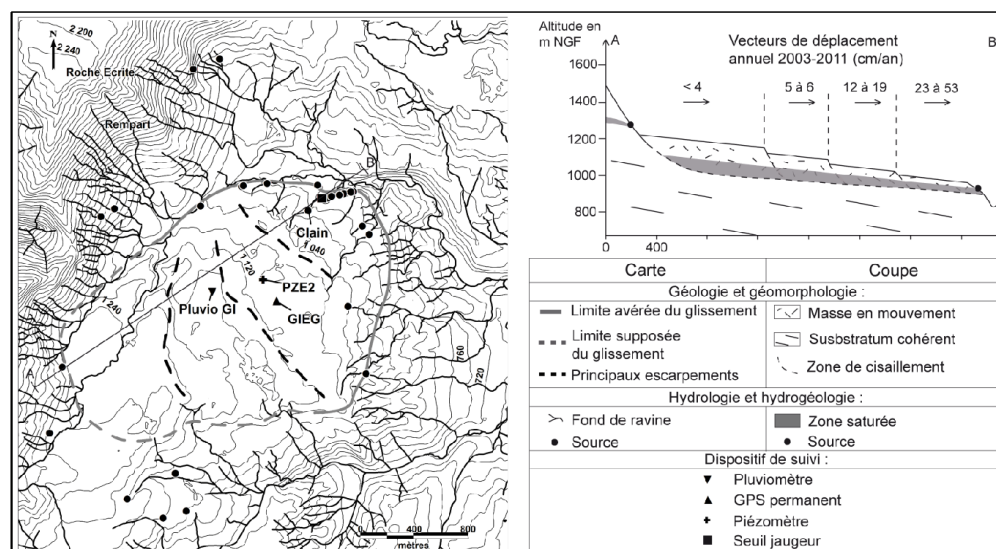 2 200
2 240
N
Roche Ecrite
Rempart
B
Clain
1 040
1 120
PZE2
Pluvio GI
GIEG
1 240
A
760
720
0 400 800
mètres
Altitude en
m NGF
A
B
Vecteurs de déplacement
annuel 2003-2011 (cm/an)
1600
< 4
5 à 6
12 à 19
23 à 53
1400
1200
1000
800
0
400
Carte
Coupe
Géologie et géomorphologie :
Limite avérée du glissement
Masse en mouvement
Limite supposée
du glissement
Susbstratum cohérent
Principaux escarpements
Zone de cisaillement
Hydrologie et hydrogéologie :
Fond de ravine
Zone saturée
Source
Source
Dispositif de suivi :
Pluviomètre
GPS permanent
Piézomètre
Seuil jaugeur